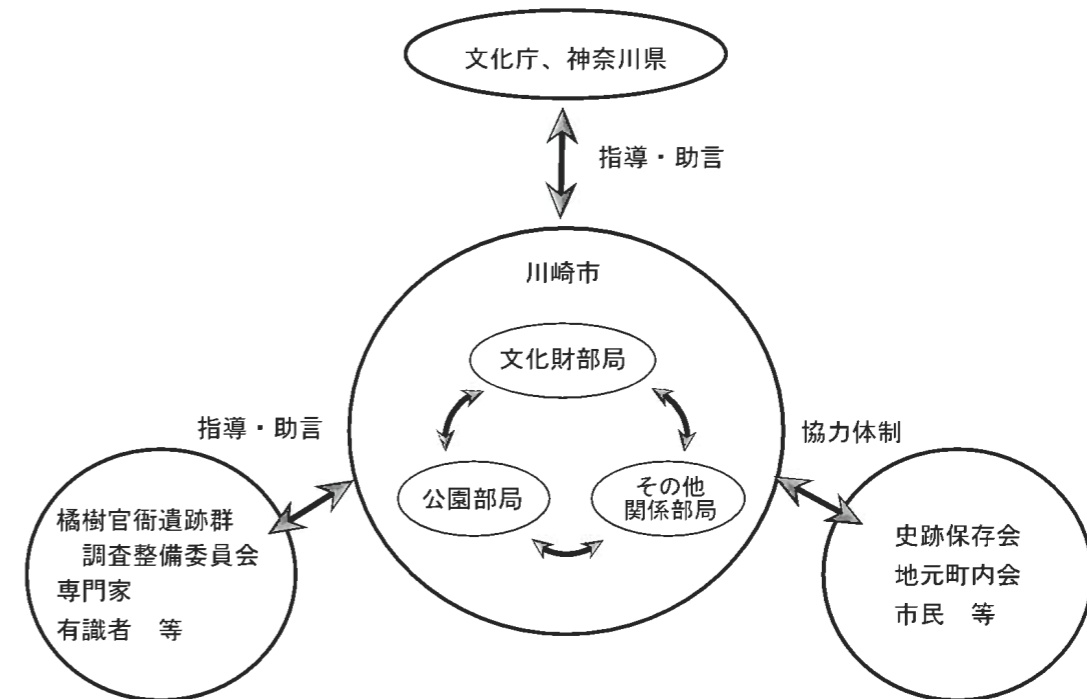 文化庁、神奈川県
指導・助言
川崎市
文化財部局
公園部局
その他
関係部局
指導・助言
橘樹官衙遺跡群
調査整備委員会
専門家
有識者　等
協力体制
史跡保存会
地元町内会
市民　等